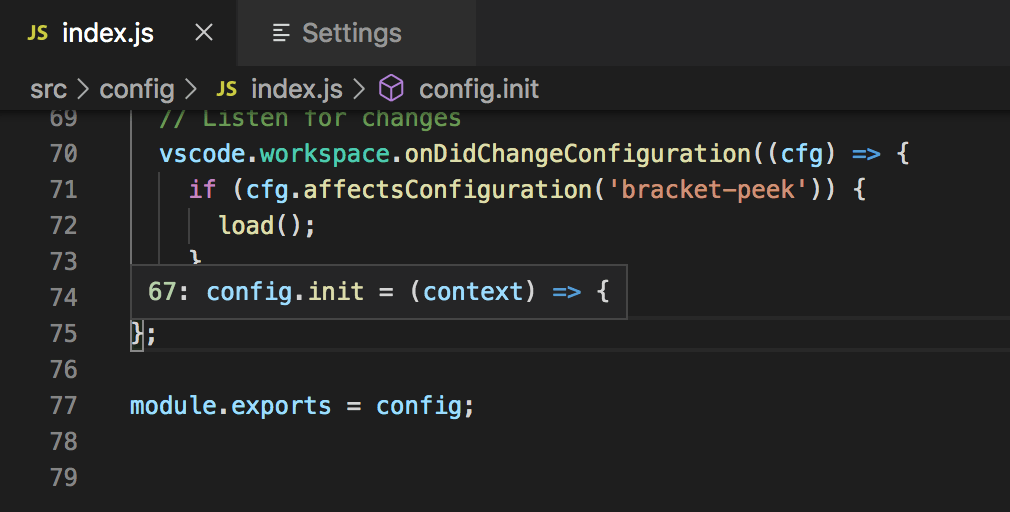 JS index.js × Settings
src > config > JS index.js > config.init
69 // Listen for changes
70 vscode.workspace.onDidChangeConfiguration((cfg) => {
71 if (cfg.affectsConfiguration('bracket-peek')) {
72 load();
73 }
67: config.init = (context) => {
74
75 };
76
77 module.exports = config;
78
79